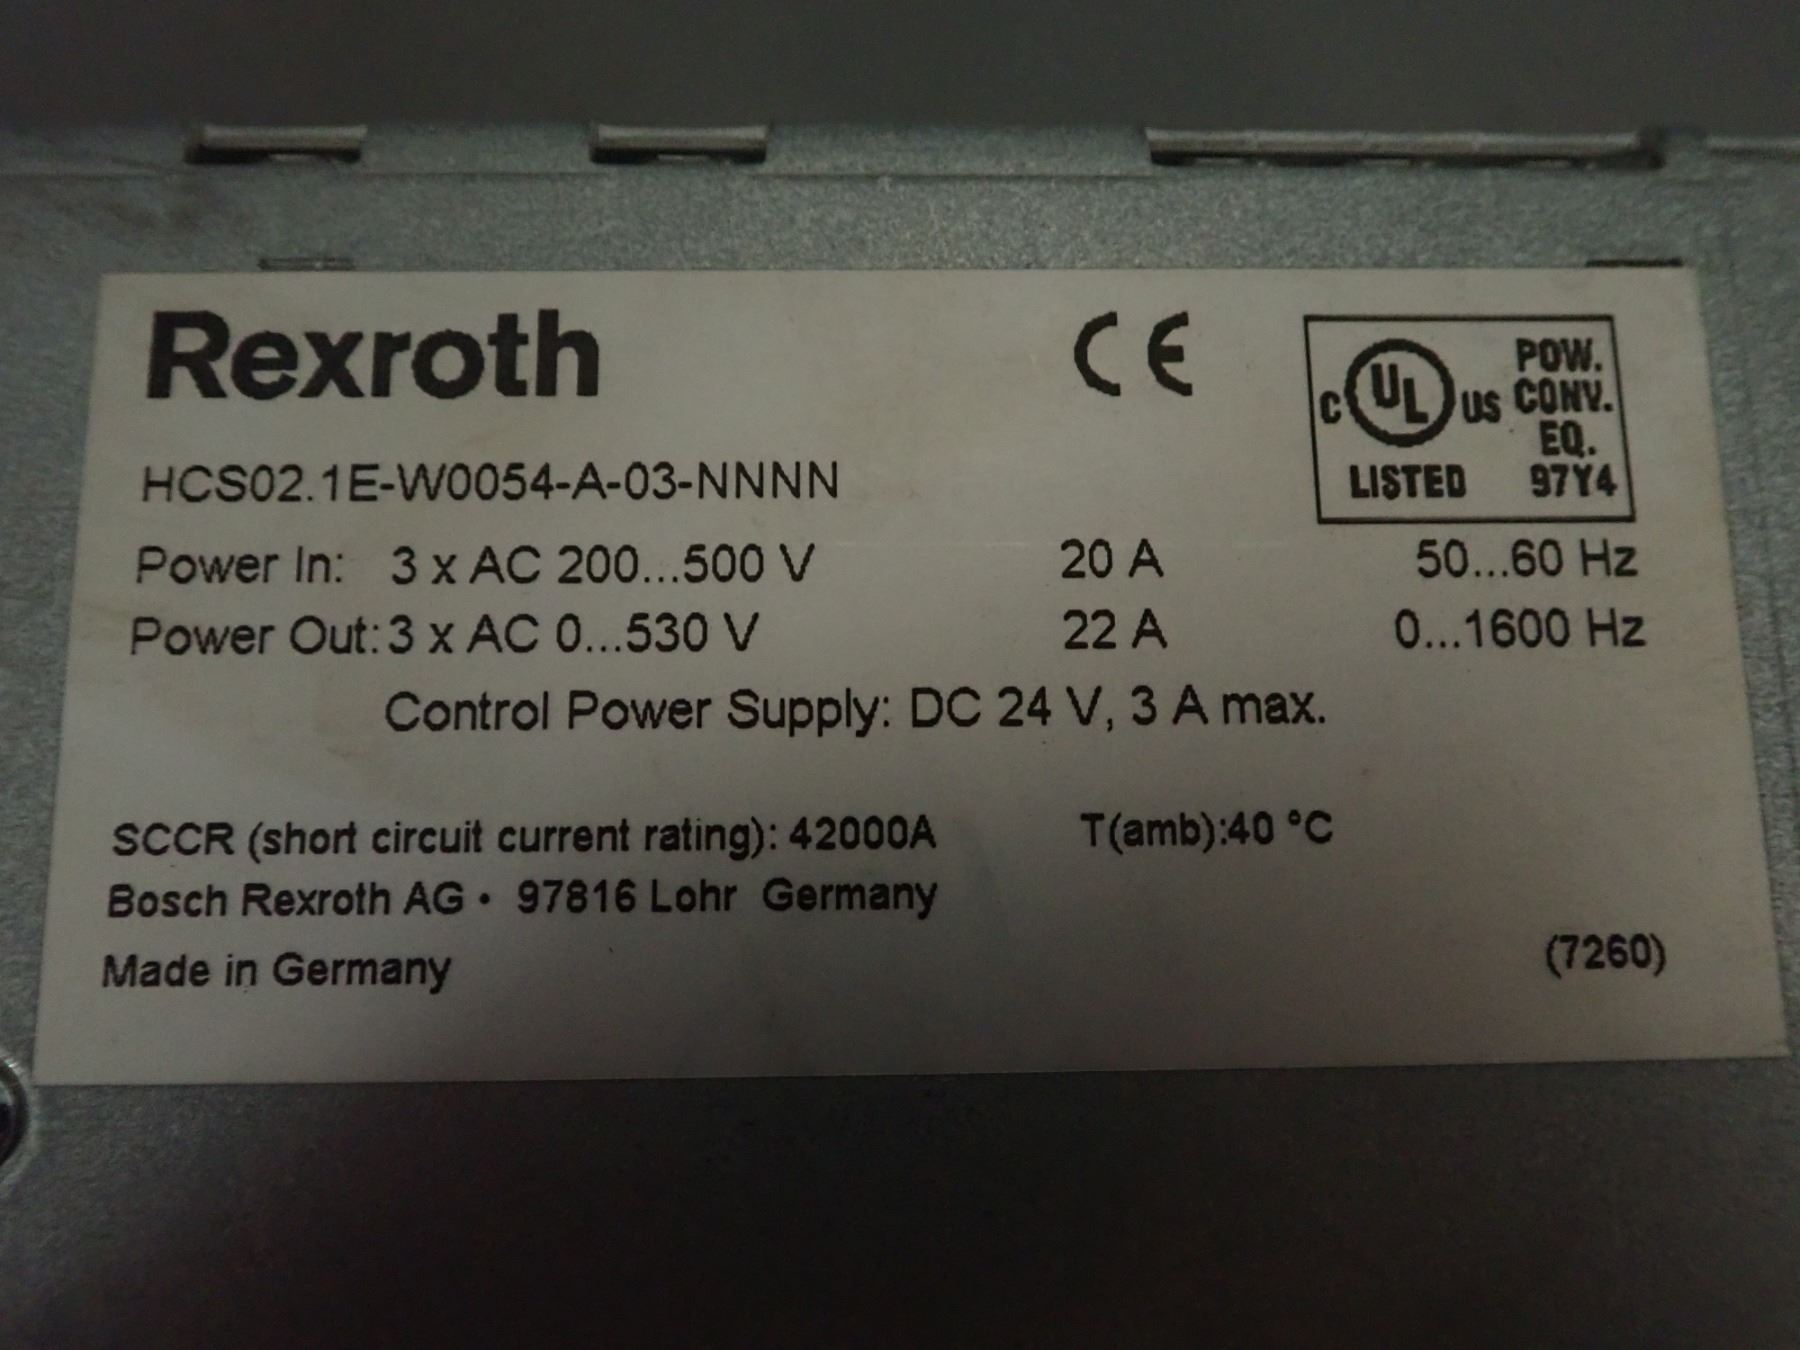 Rexroth
CE
C UL US
LISTED
POW.
CONV.
EQ.
97Y4
HCS02.1E-W0054-A-03-NNNN
Power In: 3 x AC 200...500 V 20 A 50...60 Hz
Power Out: 3 x AC 0...530 V 22 A 0...1600 Hz
Control Power Supply: DC 24 V, 3 A max.
SCCR (short circuit current rating): 42000A T(amb):40 °C
Bosch Rexroth AG • 97816 Lohr Germany
Made in Germany (7260)